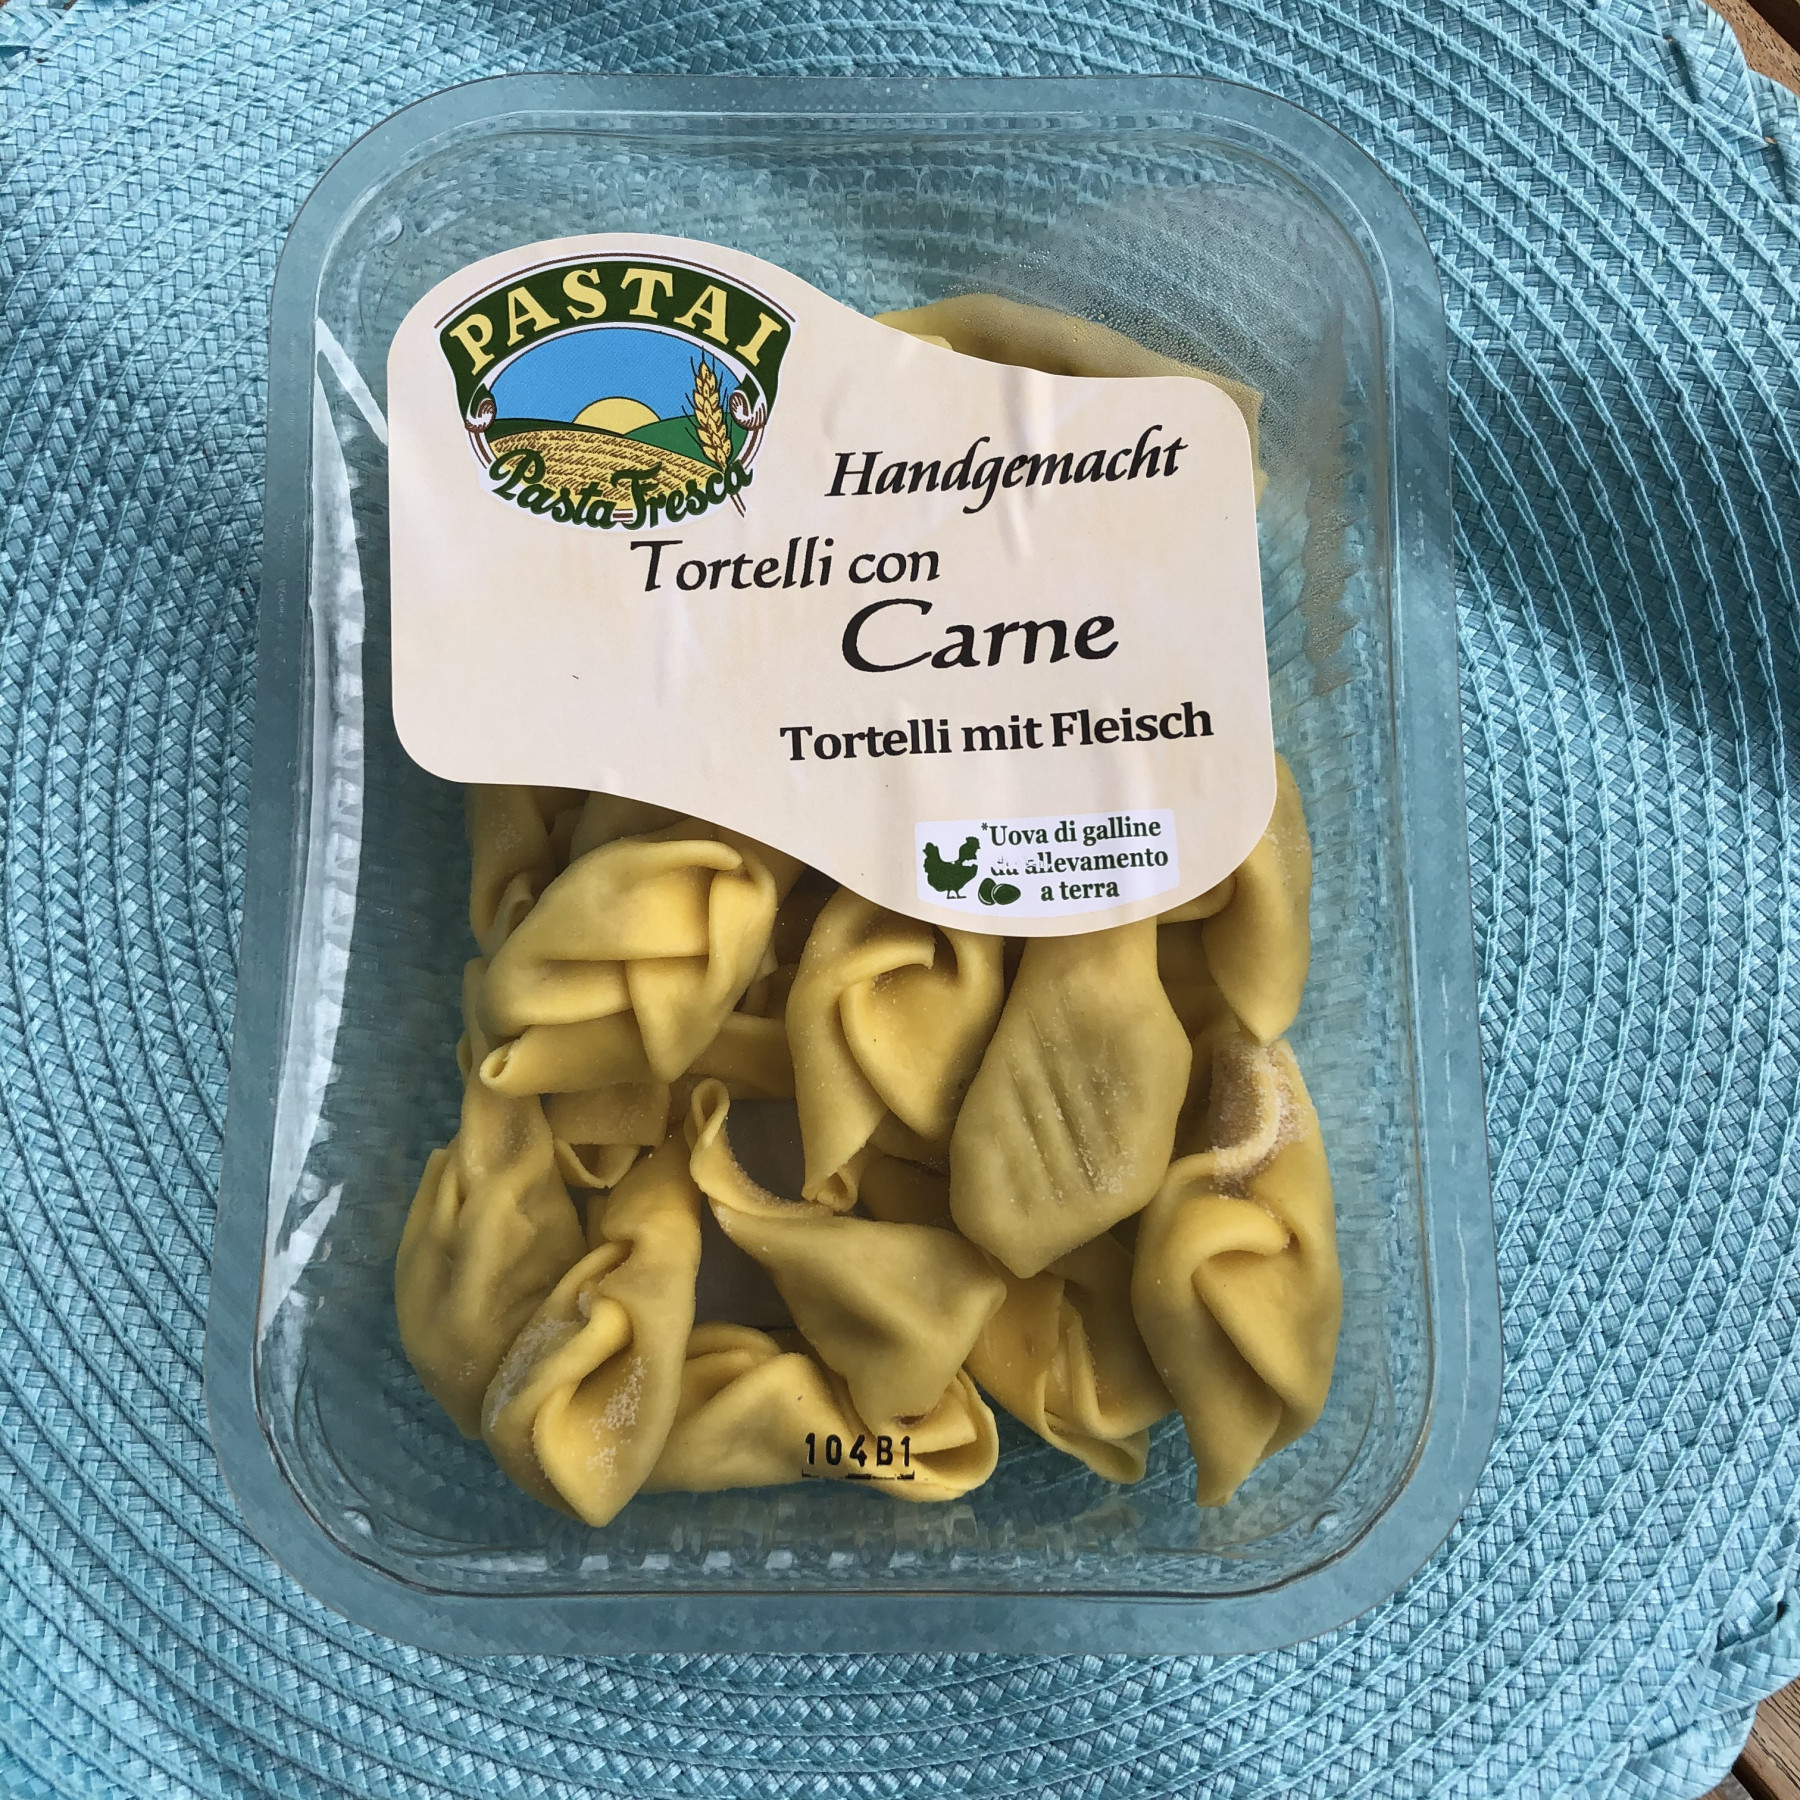 PASTAI
Pasta Fresca
Handgemacht
Tortelli con
Carne
Tortelli mit Fleisch
*Uova di galline
da allevamento
a terra
104B1